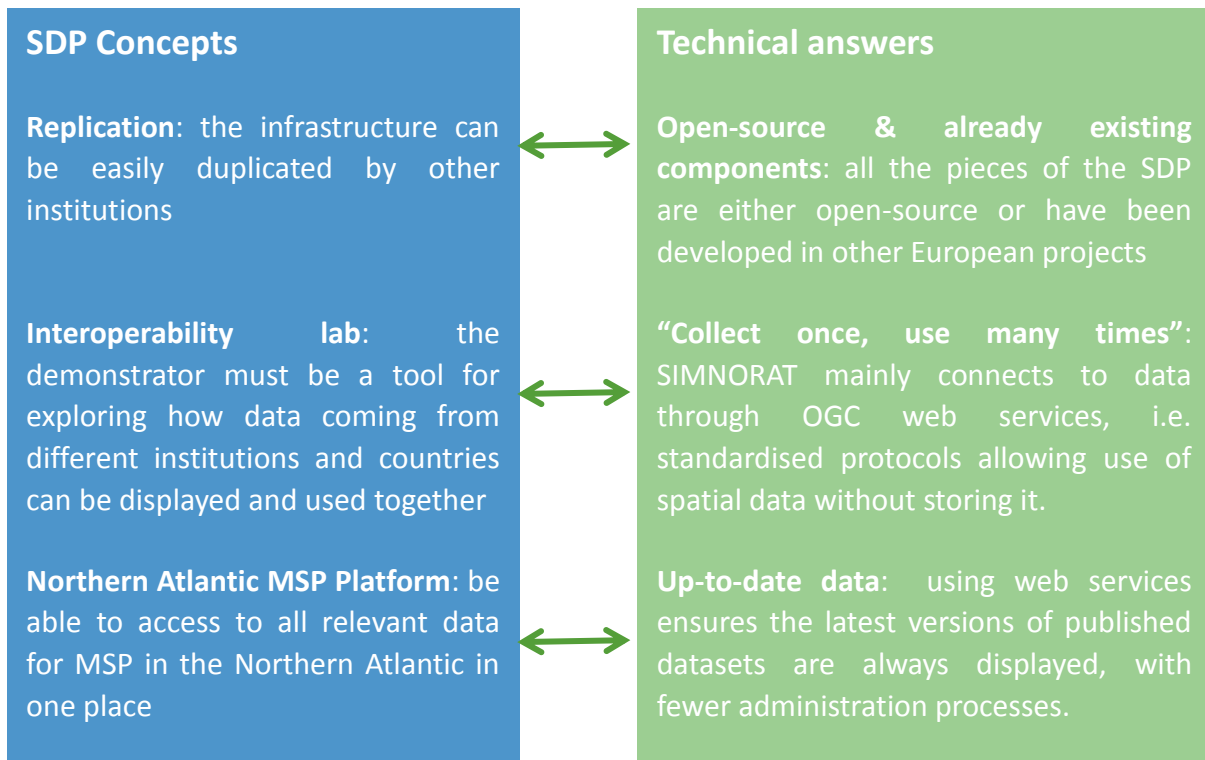 SDP Concepts
Replication: the infrastructure can
be easily duplicated by other
institutions
Interoperability lab: the
demonstrator must be a tool for
exploring how data coming from
different institutions and countries
can be displayed and used together
Northern Atlantic MSP Platform: be
able to access to all relevant data
for MSP in the Northern Atlantic in
one place
Technical answers
Open-source & already existing
components: all the pieces of the SDP
are either open-source or have been
developed in other European projects
“Collect once, use many times”:
SIMNORAT mainly connects to data
through OGC web services, i.e.
standardised protocols allowing use of
spatial data without storing it.
Up-to-date data: using web services
ensures the latest versions of published
datasets are always displayed, with
fewer administration processes.